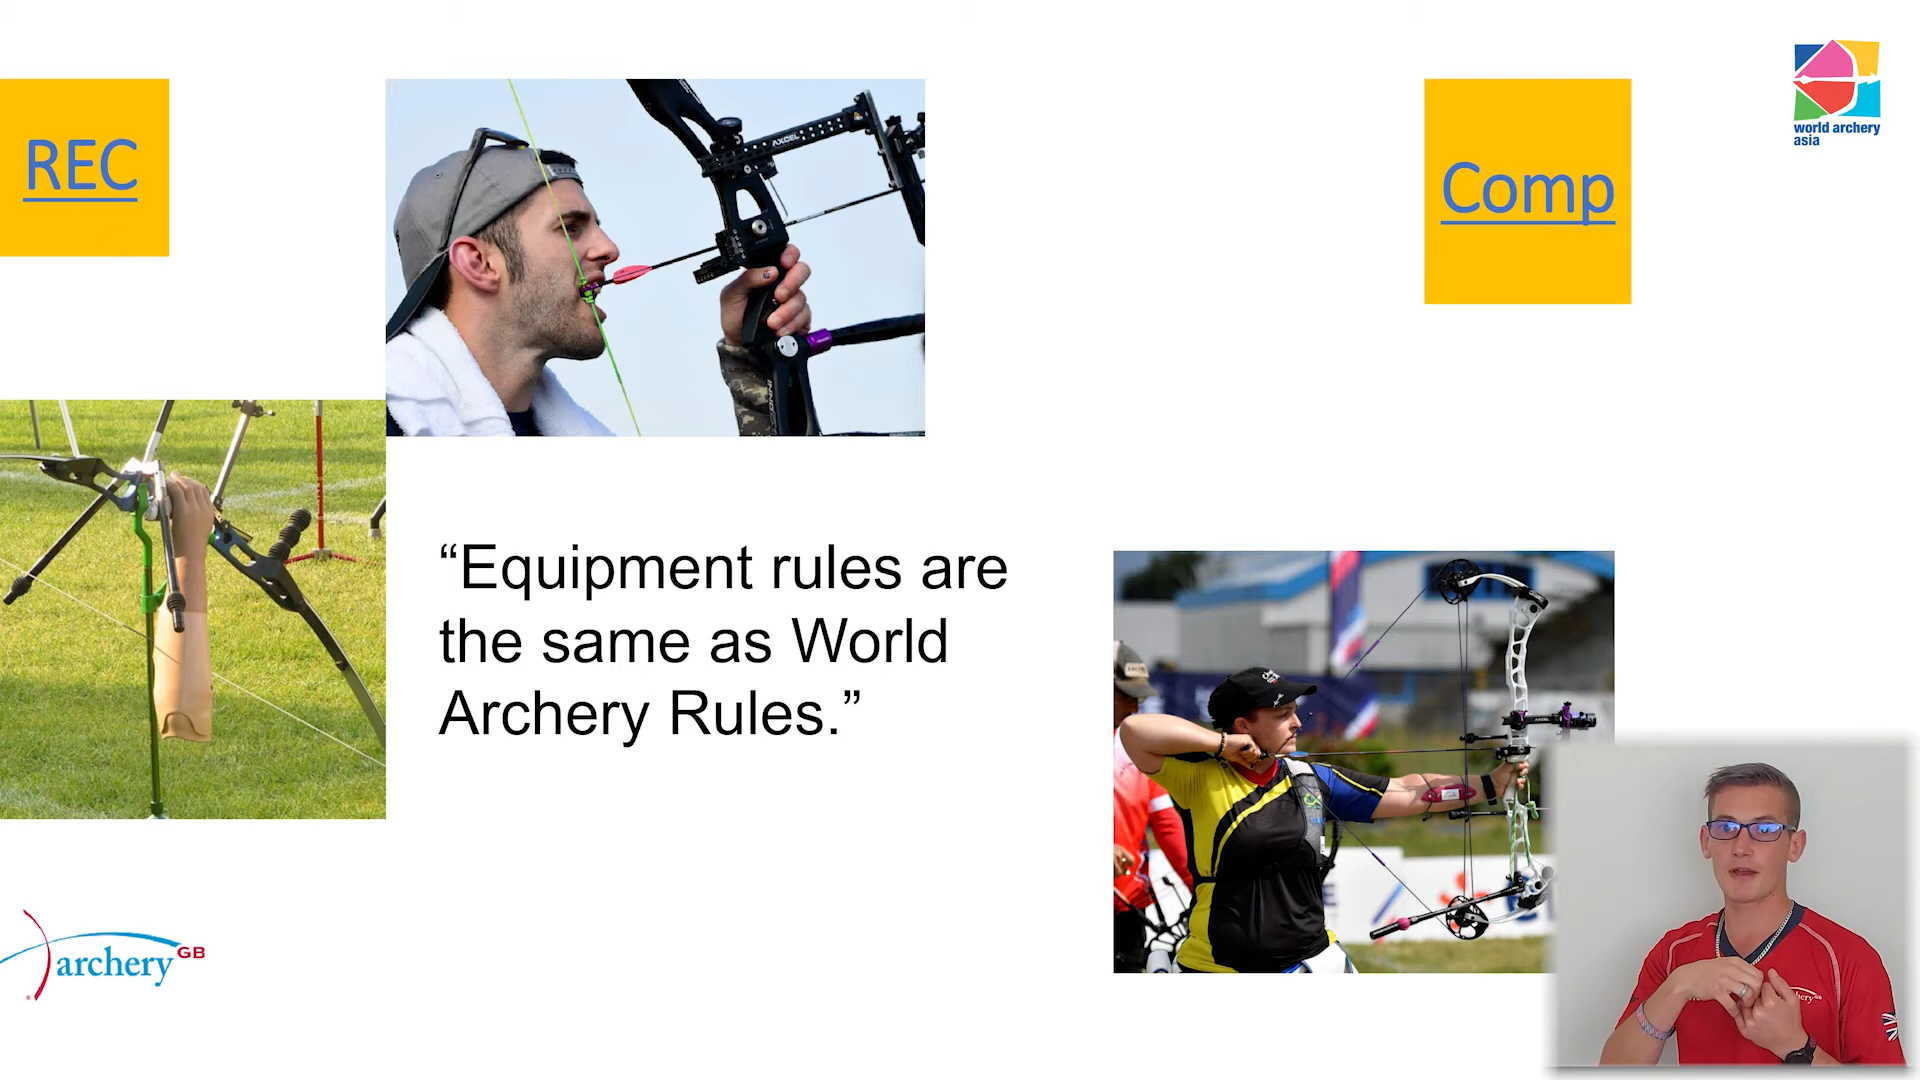 REC
Comp
world archery
asia
AXCEL
“Equipment rules are
the same as World
Archery Rules.”
archery GB